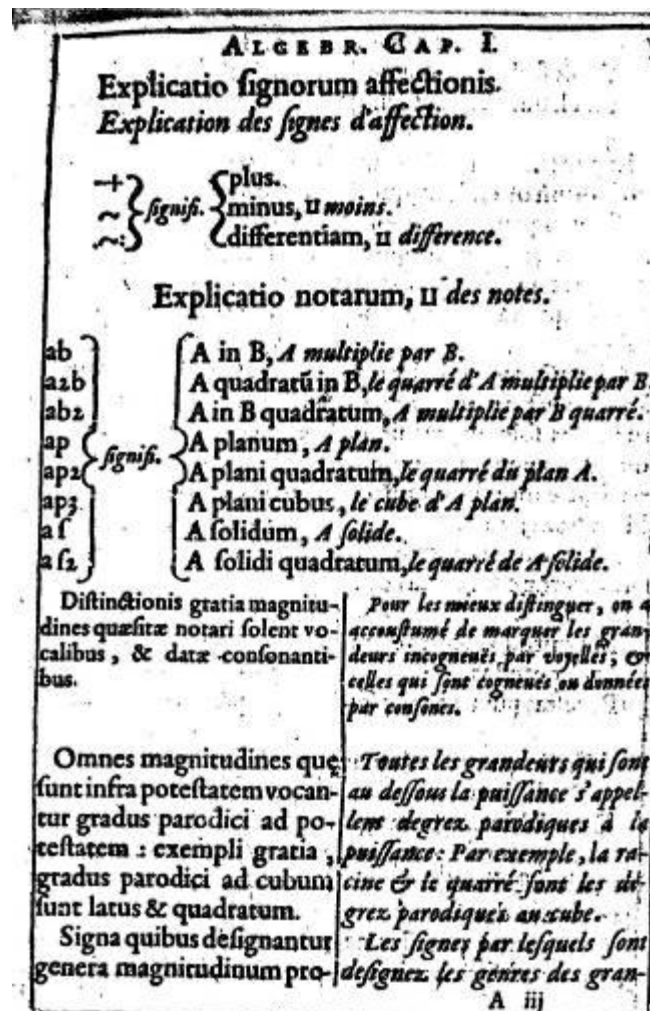 ALGEBR. CAP. I.
Explicatio ſignorum affectionis.
Explication des ſignes d'affection.
+ ſignifi. plus.
~ minus, ⊔ moins.
~: differentiam, ⊔ difference.
Explicatio notarum, ⊔ des notes.
ab A in B, A multiplie par B.
a2b A quadratū in B, le quarré d'A multiplie par B.
ab2 A in B quadratum, A multiplie par B quarré.
ap ſignifi. A planum, A plan.
ap2 A plani quadratum, le quarré du plan A.
ap3 A plani cubus, le cube d'A plan.
aſ A ſolidum, A ſolide.
aſ2 A ſolidi quadratum, le quarré de A ſolide.
Diſtinctionis gratia magnitu-
dines quæſitæ notari ſolent vo-
calibus, & datæ conſonanti-
bus.
Pour les mieux diſtinguer, on a
accouſtumé de marquer les gran-
deurs incogneuës par voyelles; &
celles qui ſont cogneuës ou données
par conſones.
Omnes magnitudines quę
ſunt infra poteſtatem vocan-
tur gradus parodici ad po-
teſtatem : exempli gratia,
gradus parodici ad cubum
ſunt latus & quadratum.
Signa quibus deſignantur
genera magnitudinum pro-
Toutes les grandeurs qui ſont
au deſſous la puiſſance s'appel-
lent degrez parodiques à la
puiſſance: Par exemple, la ra-
cine & le quarré ſont les de-
grez parodiques au cube.
Les ſignes par leſquels ſont
deſignez les genres des gran-
A iij